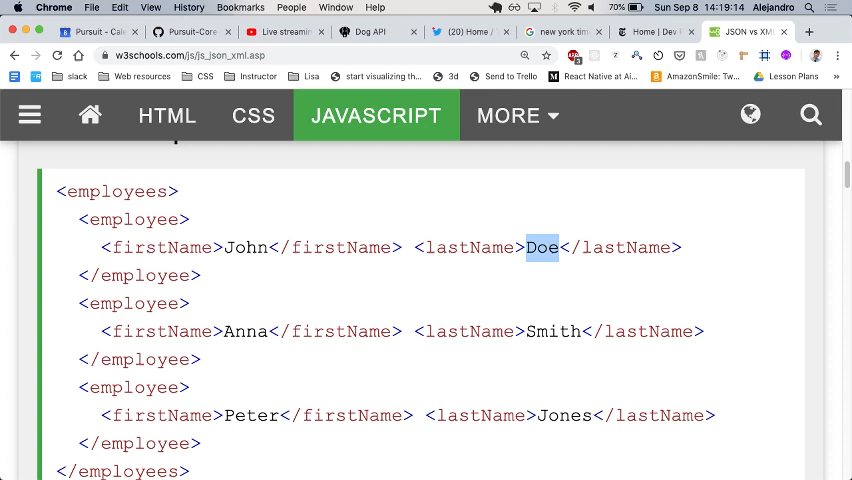 Chrome File Edit View Bookmarks People Window Help 70% Sun Sep 8 14:19:14 Alejandro
Pursuit - Cale Pursuit-Core Live streamin Dog API (2) Home / new york tim Home | Dev JSON vs XM
w3schools.com/js/js_json_xml.asp
slack Web resources CSS Instructor Lisa start visualizing th... 3d Send to Trello React Native at Ai... AmazonSmile: Tw... Lesson Plans
HTML CSS JAVASCRIPT MORE
<employees>
<employee>
<firstName>John</firstName> <lastName>Doe</lastName>
</employee>
<employee>
<firstName>Anna</firstName> <lastName>Smith</lastName>
</employee>
<employee>
<firstName>Peter</firstName> <lastName>Jones</lastName>
</employee>
</employees>